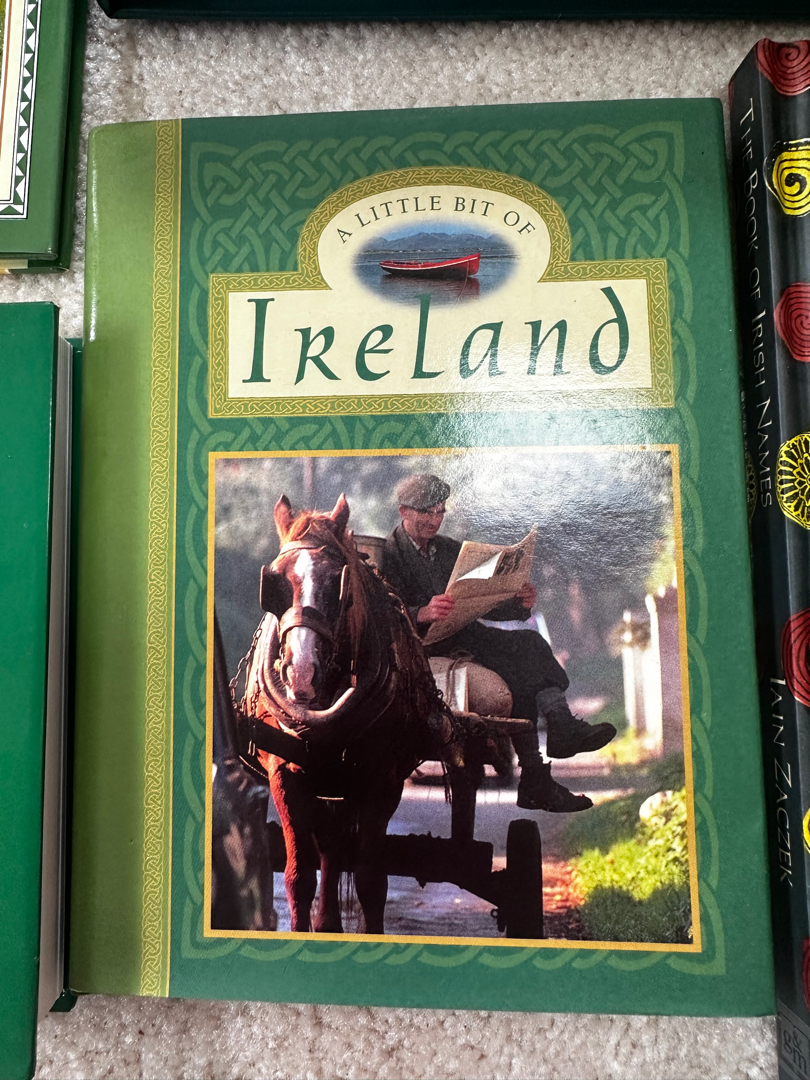 A LITTLE BIT OF
Ireland
THE BOOK OF IRISH NAMES
IAIN ZACZEK